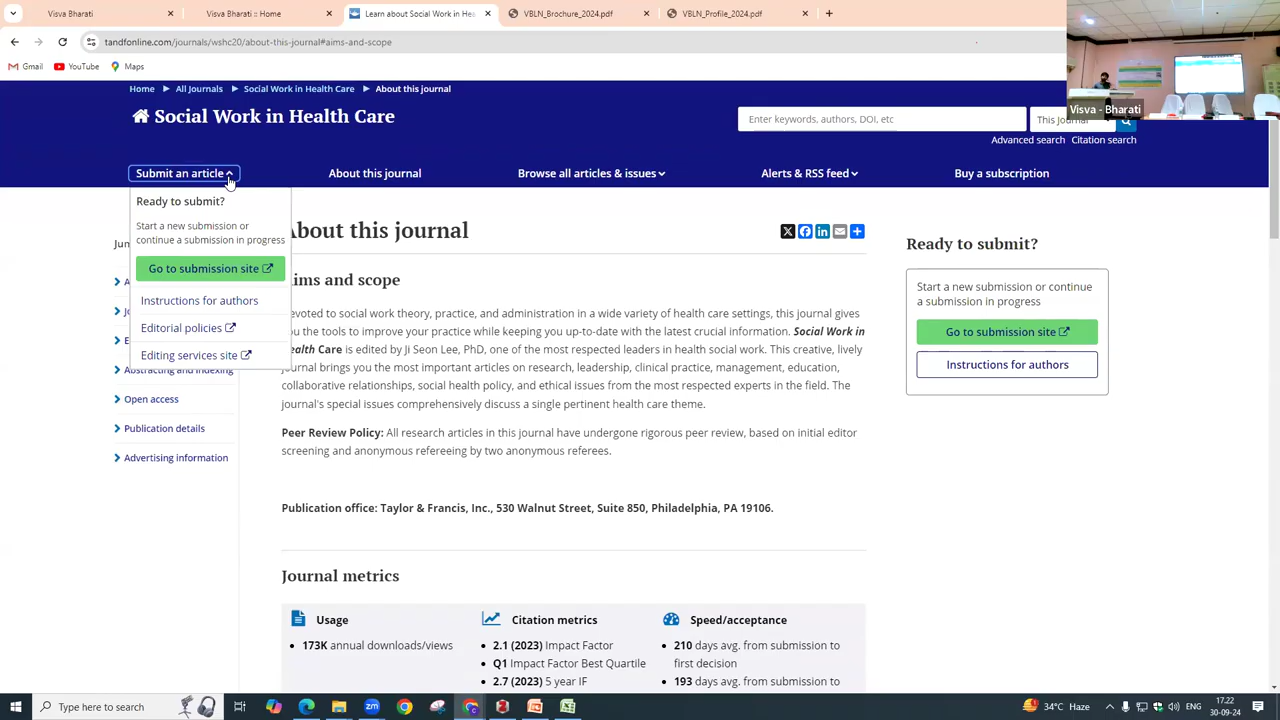 Visva Bharati
Visva Bharati :: Home
Learn about Social Work in Hea
VBLN_Brochure_2024.pdf
VBLN_Profile_2024.pdf
tandfonline.com/journals/wshc20/about-this-journal#aims-and-scope
Gmail
YouTube
Maps
Visva - Bharati
Home
All Journals
Social Work in Health Care
About this journal
Social Work in Health Care
Enter keywords, authors, DOI, etc
This Journal
Advanced search
Citation search
Submit an article
About this journal
Browse all articles & issues
Alerts & RSS feed
Buy a subscription
Ready to submit?
Start a new submission or
continue a submission in progress
Go to submission site
Instructions for authors
Editorial policies
Editing services site
Jum
Abstracting and indexing
Open access
Publication details
Advertising information
About this journal
Aims and scope
Devoted to social work theory, practice, and administration in a wide variety of health care settings, this journal gives
you the tools to improve your practice while keeping you up-to-date with the latest crucial information. Social Work in
Health Care is edited by Ji Seon Lee, PhD, one of the most respected leaders in health social work. This creative, lively
journal brings you the most important articles on research, leadership, clinical practice, management, education,
collaborative relationships, social health policy, and ethical issues from the most respected experts in the field. The
journal's special issues comprehensively discuss a single pertinent health care theme.
Peer Review Policy: All research articles in this journal have undergone rigorous peer review, based on initial editor
screening and anonymous refereeing by two anonymous referees.
Publication office: Taylor & Francis, Inc., 530 Walnut Street, Suite 850, Philadelphia, PA 19106.
Journal metrics
Usage
173K annual downloads/views
Citation metrics
2.1 (2023) Impact Factor
Q1 Impact Factor Best Quartile
2.7 (2023) 5 year IF
Speed/acceptance
210 days avg. from submission to
first decision
193 days avg. from submission to
Ready to submit?
Start a new submission or continue
a submission in progress
Go to submission site
Instructions for authors
Type here to search
34°C Haze
ENG
17.22
30-09-24